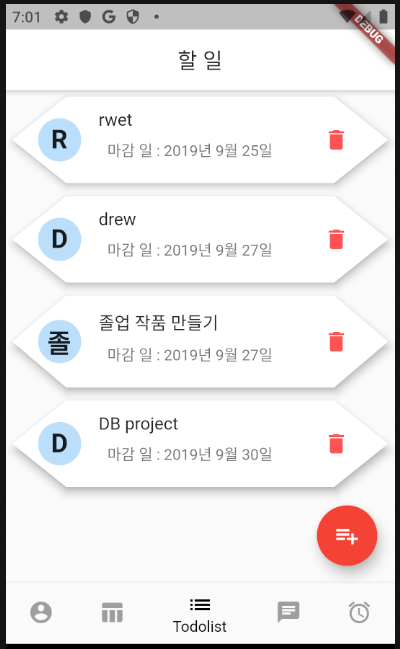 7:01
DEBUG
할 일
R
rwet
마감 일 : 2019년 9월 25일
D
drew
마감 일 : 2019년 9월 27일
졸
졸업 작품 만들기
마감 일 : 2019년 9월 27일
D
DB project
마감 일 : 2019년 9월 30일
Todolist